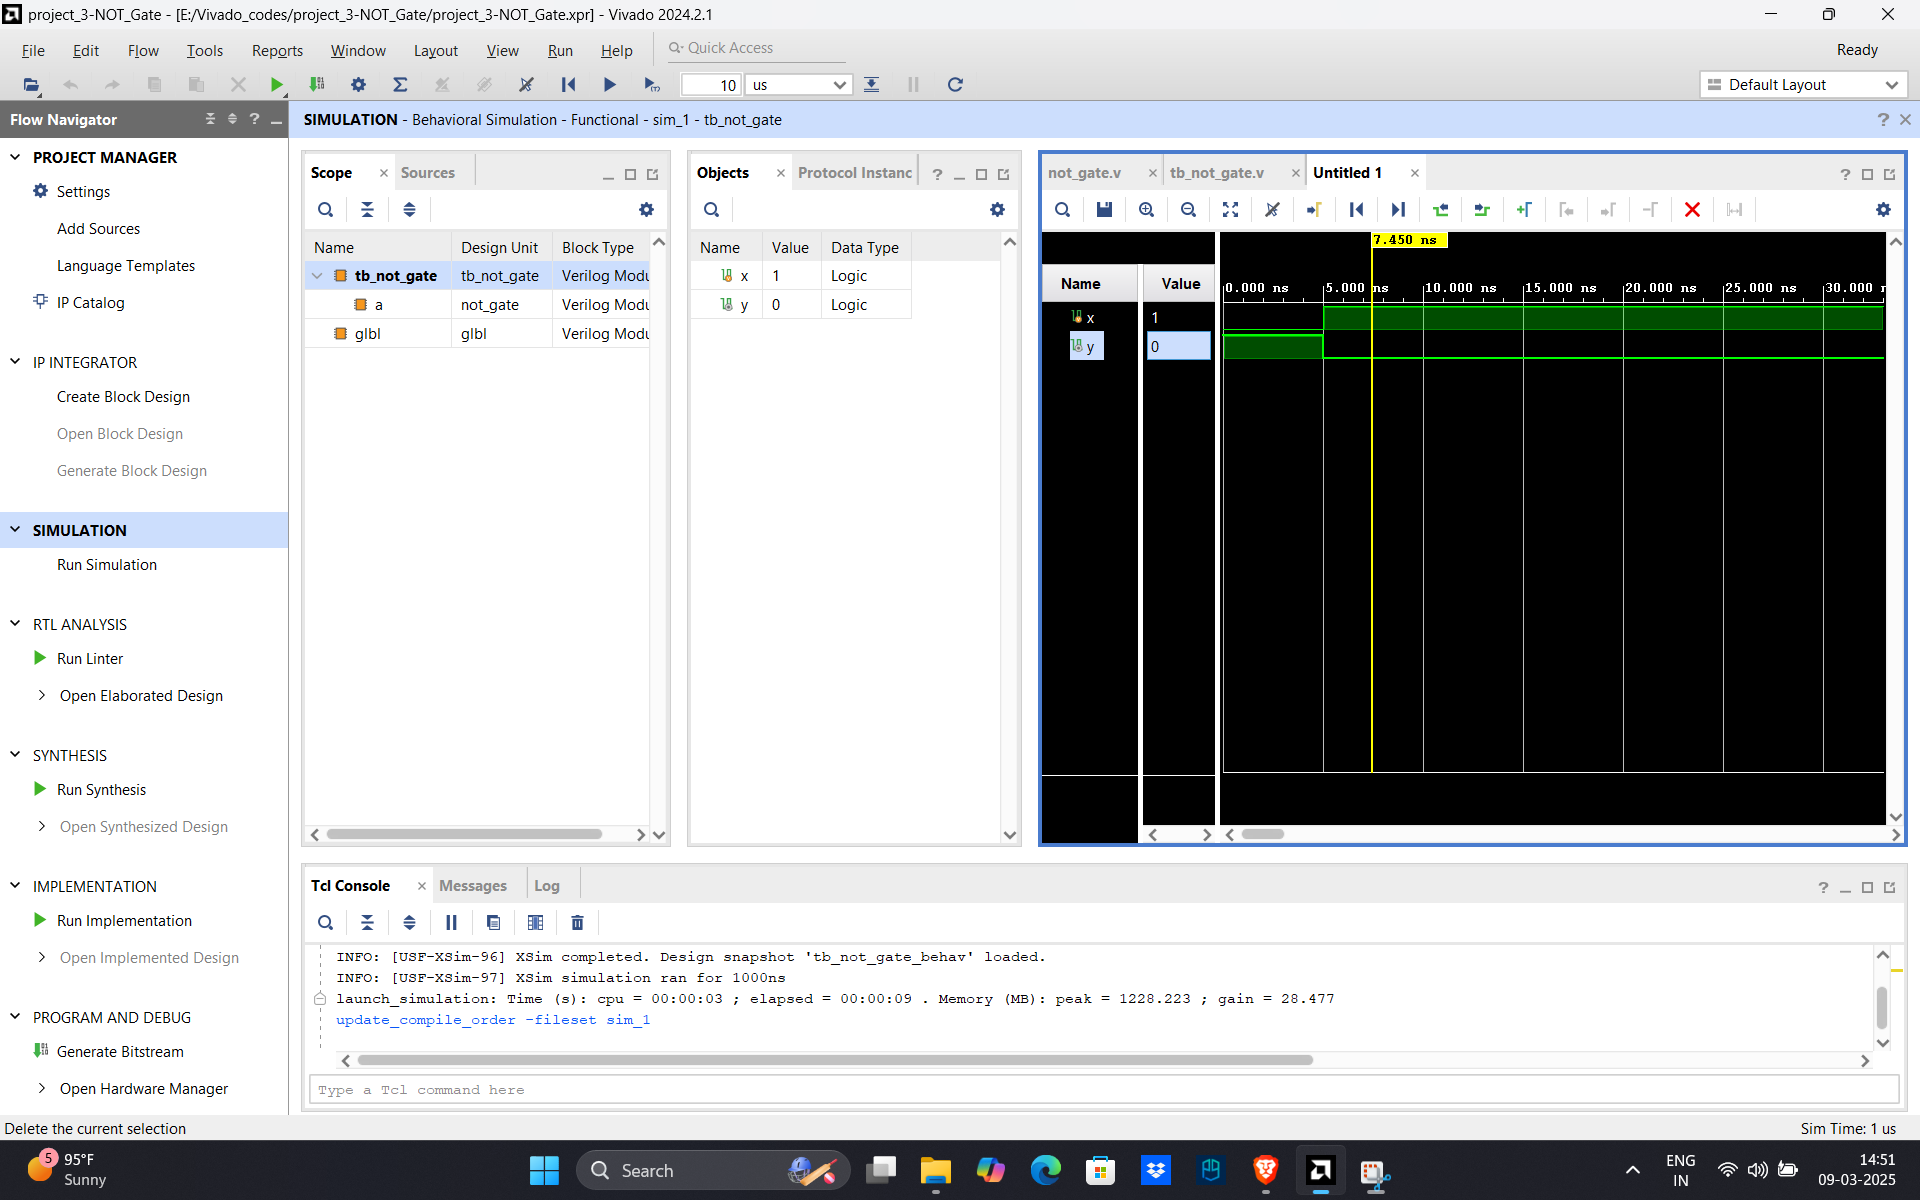 project_3-NOT_Gate - [E:/Vivado_codes/project_3-NOT_Gate/project_3-NOT_Gate.xpr] - Vivado 2024.2.1
File Edit Flow Tools Reports Window Layout View Run Help Quick Access Ready
10 us Default Layout
Flow Navigator
PROJECT MANAGER
Settings
Add Sources
Language Templates
IP Catalog
IP INTEGRATOR
Create Block Design
Open Block Design
Generate Block Design
SIMULATION
Run Simulation
RTL ANALYSIS
Run Linter
Open Elaborated Design
SYNTHESIS
Run Synthesis
Open Synthesized Design
IMPLEMENTATION
Run Implementation
Open Implemented Design
PROGRAM AND DEBUG
Generate Bitstream
Open Hardware Manager
SIMULATION - Behavioral Simulation - Functional - sim_1 - tb_not_gate
Scope Sources
Name Design Unit Block Type
tb_not_gate tb_not_gate Verilog Modu
a not_gate Verilog Modu
glbl glbl Verilog Modu
Objects Protocol Instanc
Name Value Data Type
x 1 Logic
y 0 Logic
not_gate.v tb_not_gate.v Untitled 1
7.450 ns
Name Value 0.000 ns 5.000 ns 10.000 ns 15.000 ns 20.000 ns 25.000 ns 30.000 n
x 1
y 0
Tcl Console Messages Log
INFO: [USF-XSim-96] XSim completed. Design snapshot 'tb_not_gate_behav' loaded.
INFO: [USF-XSim-97] XSim simulation ran for 1000ns
launch_simulation: Time (s): cpu = 00:00:03 ; elapsed = 00:00:09 . Memory (MB): peak = 1228.223 ; gain = 28.477
update_compile_order -fileset sim_1
Type a Tcl command here
Delete the current selection Sim Time: 1 us
5 95°F
Sunny
Search
ENG
IN
14:51
09-03-2025